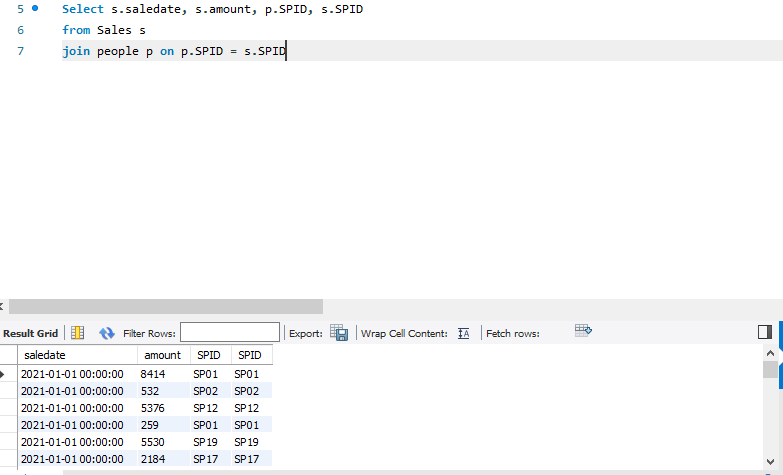 5 Select s.saledate, s.amount, p.SPID, s.SPID
6 from Sales s
7 join people p on p.SPID = s.SPID
Result Grid Filter Rows: Export: Wrap Cell Content: IA Fetch rows:
saledate amount SPID SPID
2021-01-01 00:00:00 8414 SP01 SP01
2021-01-01 00:00:00 532 SP02 SP02
2021-01-01 00:00:00 5376 SP12 SP12
2021-01-01 00:00:00 259 SP01 SP01
2021-01-01 00:00:00 5530 SP19 SP19
2021-01-01 00:00:00 2184 SP17 SP17